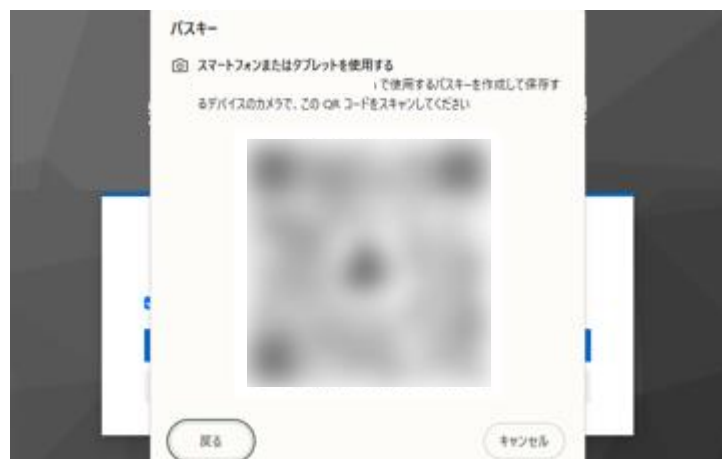 パスキー
スマートフォンまたはタブレットを使用する
で使用するパスキーを作成して保存す
るデバイスのカメラで、この QR コードをスキャンしてください
戻る
キャンセル